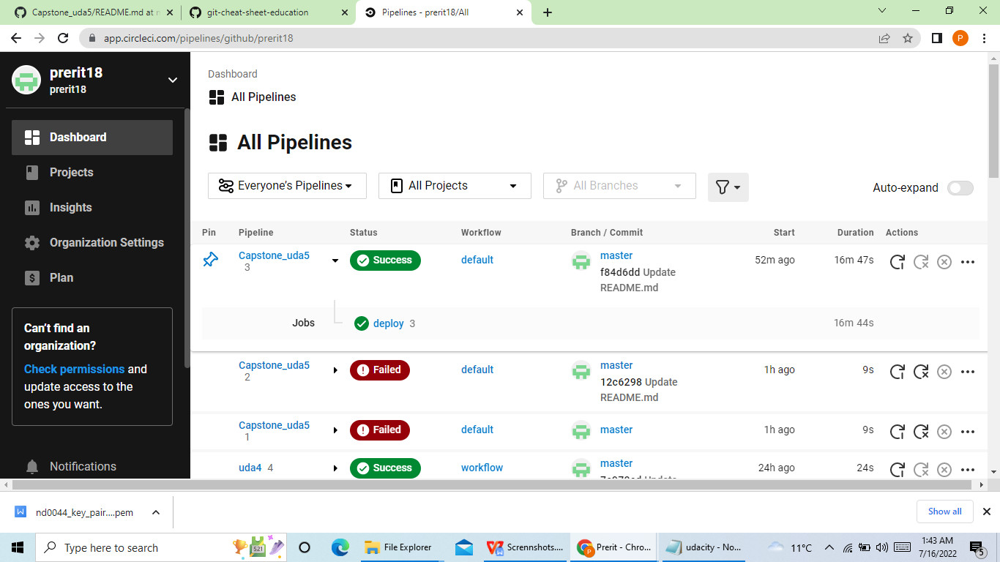 Capstone_uda5/README.md at m
git-cheat-sheet-education
Pipelines - prerit18/All
app.circleci.com/pipelines/github/prerit18
P
prerit18
prerit18
Dashboard
Projects
Insights
Organization Settings
Plan
Can't find an
organization?
Check permissions and
update access to the
ones you want.
Notifications
Dashboard
All Pipelines
All Pipelines
Everyone's Pipelines
All Projects
All Branches
Auto-expand
Pin Pipeline Status Workflow Branch / Commit Start Duration Actions
Capstone_uda5 Success default master 52m ago 16m 47s
3 f84d6dd Update
README.md
Jobs deploy 3 16m 44s
Capstone_uda5 Failed default master 1h ago 9s
2 12c6298 Update
README.md
Capstone_uda5 Failed default master 1h ago 9s
1
uda4 4 Success workflow master 24h ago 24s
nd0044_key_pair....pem
Show all
Type here to search
521
File Explorer
Scrennshots....
Prerit - Chro...
udacity - No...
11°C
1:43 AM
7/16/2022
5